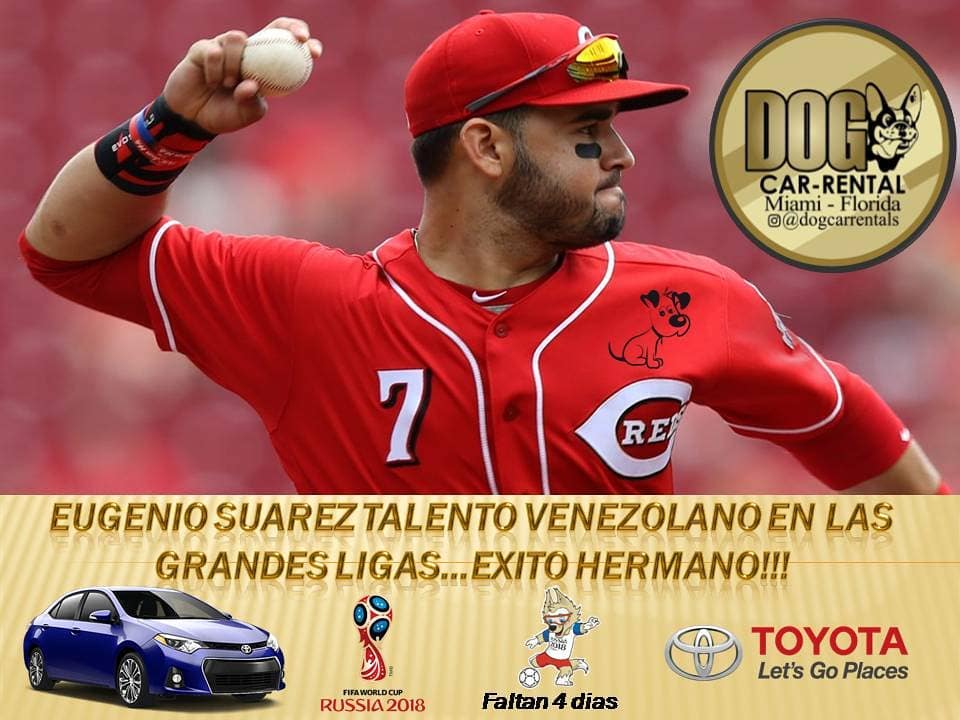 DOG
CAR-RENTAL
Miami - Florida
@dogcarrentals
7
REDS
EUGENIO SUAREZ TALENTO VENEZOLANO EN LAS
GRANDES LIGAS...EXITO HERMANO!!!
FIFA WORLD CUP
RUSSIA 2018
Faltan 4 dias
TOYOTA
Let's Go Places